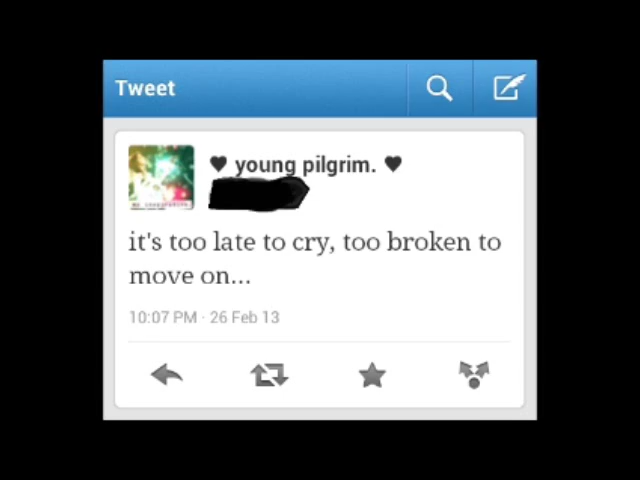 Tweet
♥ young pilgrim. ♥
it's too late to cry, too broken to
move on...
10:07 PM · 26 Feb 13